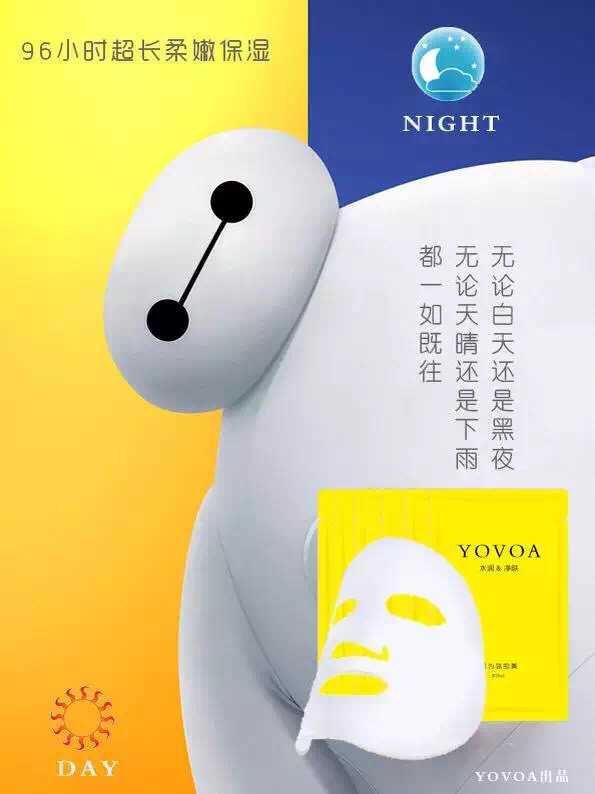 96小时超长柔嫩保湿
NIGHT
无论白天还是黑夜
无论天晴还是下雨
都一如既往
YOVOA
水润&净肤
DAY
YOVOA出品